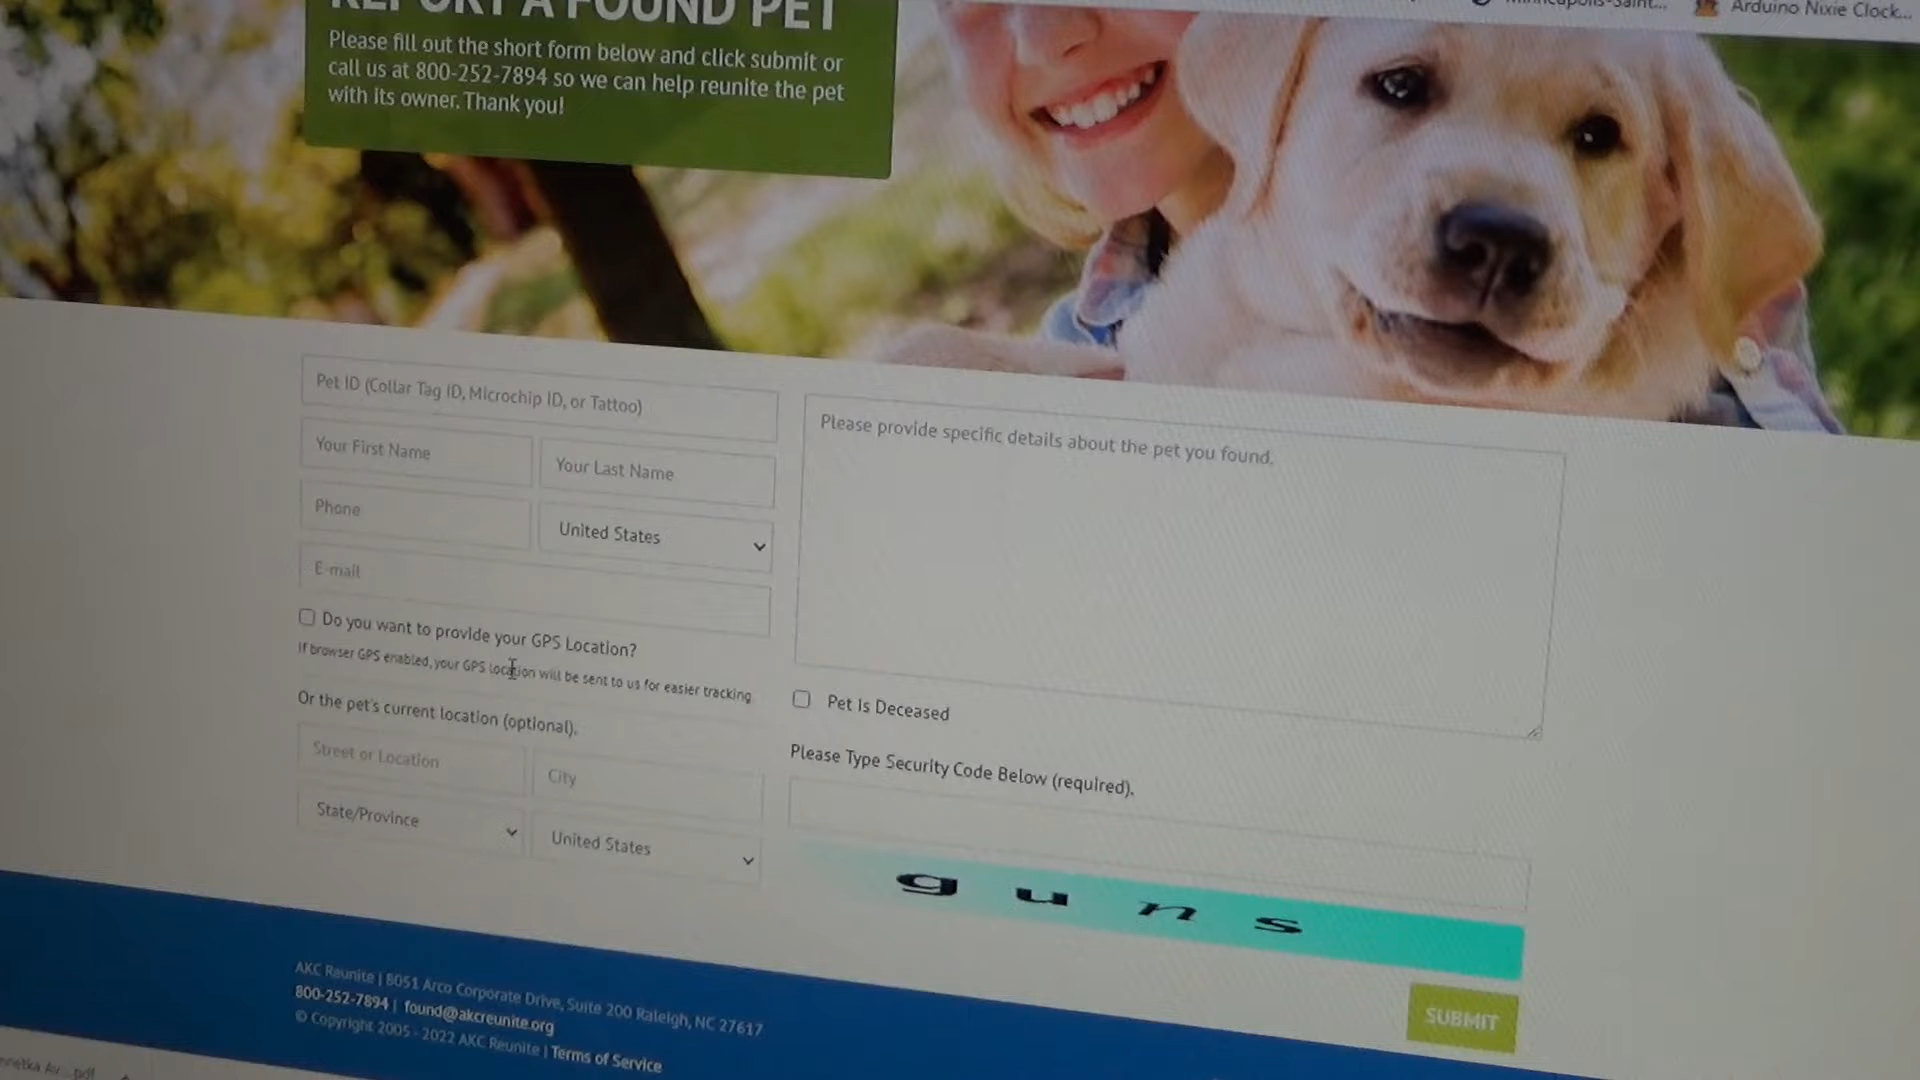 Arduino Nixie Clock...
REPORT A FOUND PET
Please fill out the short form below and click submit or
call us at 800-252-7894 so we can help reunite the pet
with its owner. Thank you!
Pet ID (Collar Tag ID, Microchip ID, or Tattoo)
Your First Name
Your Last Name
Phone
United States
E-mail
Do you want to provide your GPS Location?
If browser GPS enabled, your GPS location will be sent to us for easier tracking
Or the pet's current location (optional).
Street or Location
City
State/Province
United States
Please provide specific details about the pet you found.
Pet Is Deceased
Please Type Security Code Below (required).
g u n s
SUBMIT
AKC Reunite | 8051 Arco Corporate Drive, Suite 200 Raleigh, NC 27617
800-252-7894 | found@akcreunite.org
© Copyright 2005 - 2022 AKC Reunite | Terms of Service